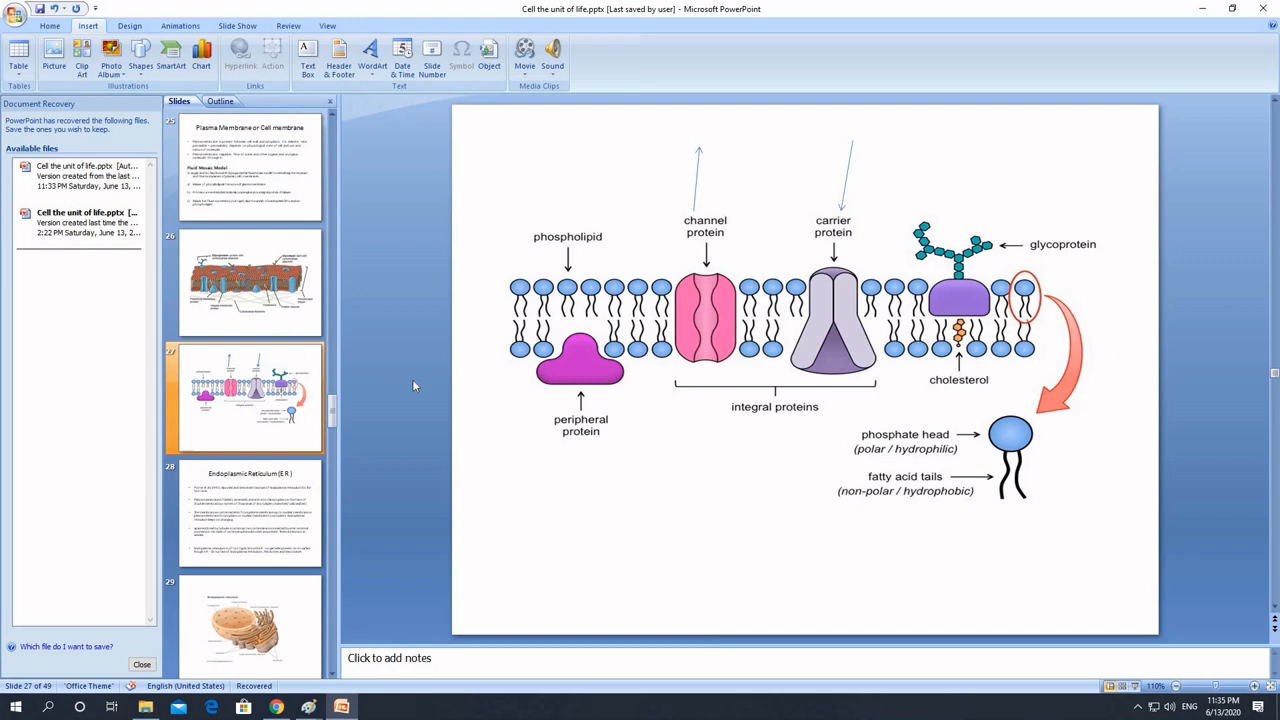 Cell the unit of life.pptx [Last saved by user] - Microsoft PowerPoint
Home Insert Design Animations Slide Show Review View
Table Picture Clip Art Photo Album Shapes SmartArt Chart Hyperlink Action Text Box Header & Footer WordArt Date & Time Slide Number Symbol Object Movie Sound
Tables Illustrations Links Text Media Clips
Document Recovery
PowerPoint has recovered the following files.
Save the ones you wish to keep.
Available files
Cell the unit of life.pptx [Aut...
Version created from the last ...
11:33 PM Saturday, June 13, ...
Cell the unit of life.pptx [...
Version created last time the ...
2:22 PM Saturday, June 13, 2...
Which file do I want to save?
Close
Slides Outline
25
Plasma Membrane or Cell membrane
Fluid Mosaic Model
26
27
28
Endoplasmic Reticulum (E R )
29
phospholipid
channel
protein
carrier
protein
glycoprotein
peripheral
protein
integral proteins
cholesterol
phosphate head
(polar / hydrophilic)
fatty acid tails
(non-polar / hydrophobic)
Click to add notes
Slide 27 of 49 "Office Theme" English (United States) Recovered 110%
ENG 11:35 PM
6/13/2020